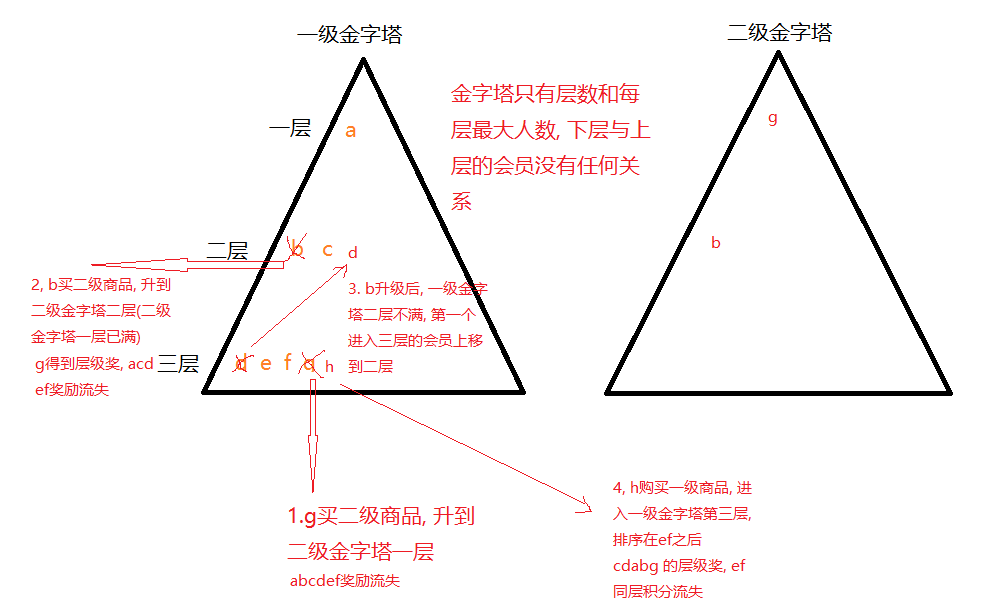 一级金字塔
二级金字塔
金字塔只有层数和每
层最大人数, 下层与上
层的会员没有任何关
系
一层
a
g
二层
b c d
b
2, b买二级商品, 升到
二级金字塔二层(二级
金字塔一层已满)
g得到层级奖, acd
ef奖励流失
3. b升级后, 一级金字
塔二层不满, 第一个
进入三层的会员上移
到二层
三层
d e f g h
1.g买二级商品, 升到
二级金字塔一层
abcdef奖励流失
4, h购买一级商品, 进
入一级金字塔第三层,
排序在ef之后
cdabg 的层级奖, ef
同层积分流失